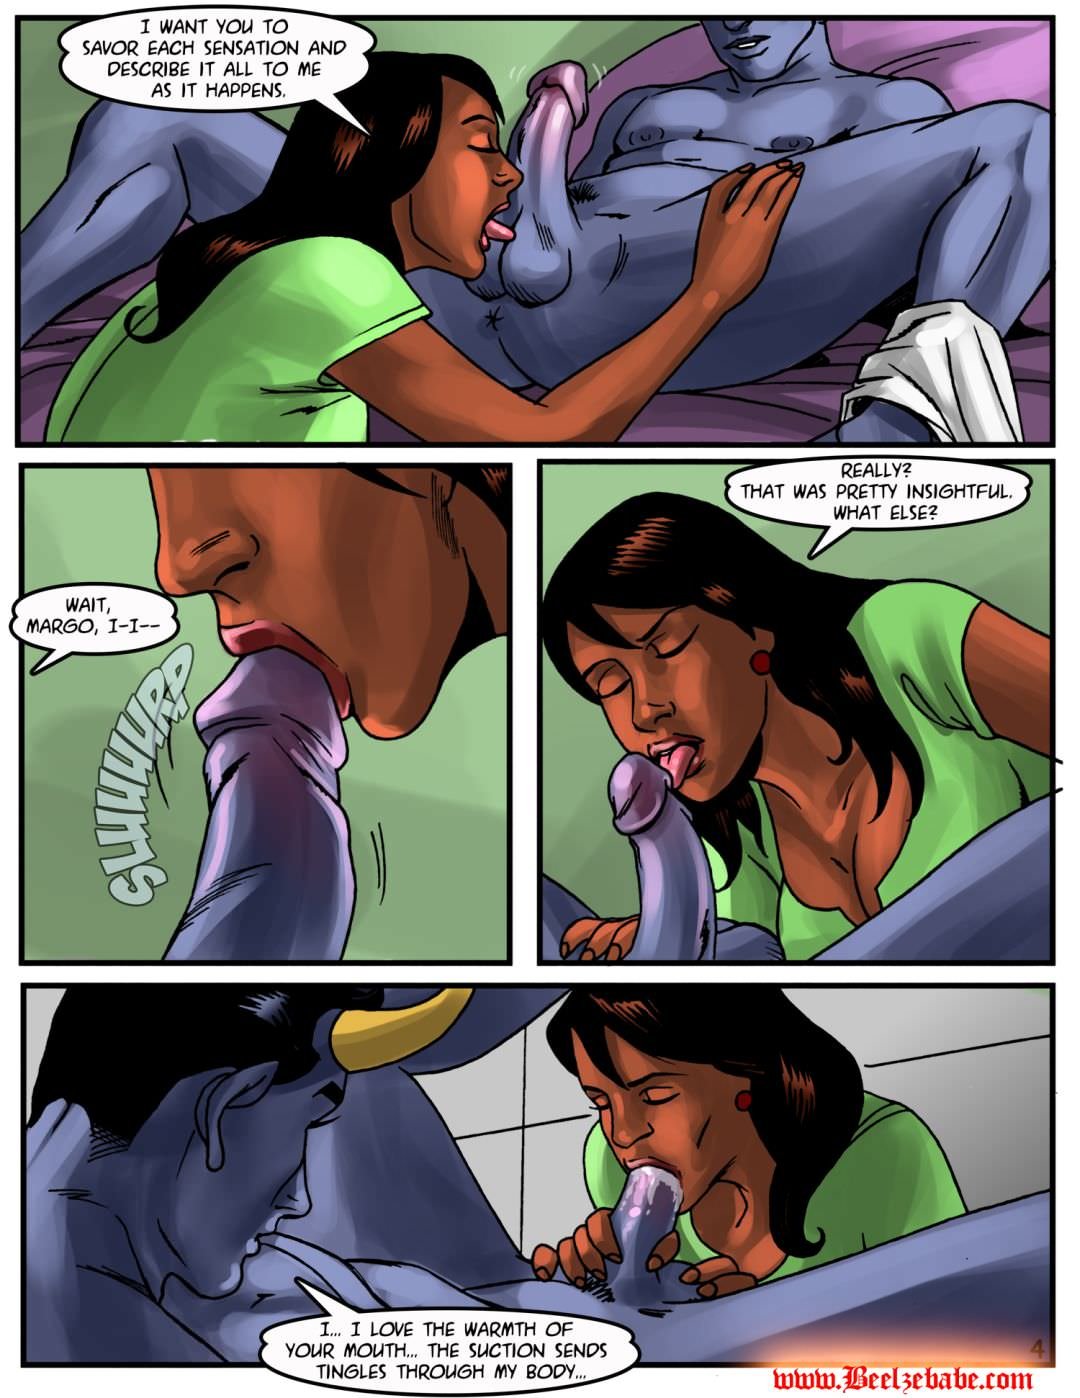 I WANT YOU TO
SAVOR EACH SENSATION AND
DESCRIBE IT ALL TO ME
AS IT HAPPENS.
WAIT,
MARGO, I-I--
SLUUUURP
REALLY?
THAT WAS PRETTY INSIGHTFUL.
WHAT ELSE?
I... I LOVE THE WARMTH OF
YOUR MOUTH... THE SUCTION SENDS
TINGLES THROUGH MY BODY...
4
www.Beelzebabe.com